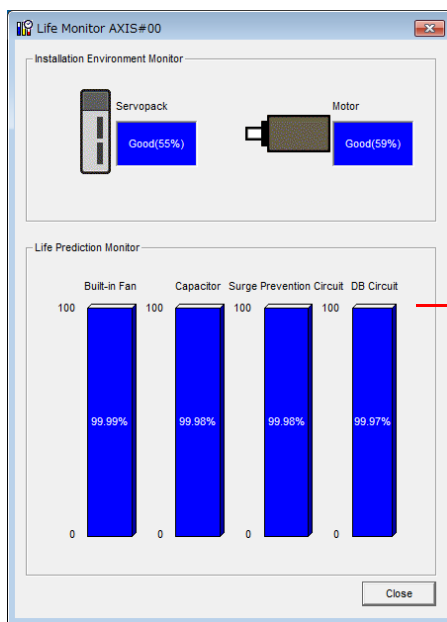 Life Monitor AXIS#00
Installation Environment Monitor
Servopack
Motor
Good(55%)
Good(59%)
Life Prediction Monitor
Built-in Fan
Capacitor
Surge Prevention Circuit
DB Circuit
100
100
100
100
99.99%
99.98%
99.98%
99.97%
0
0
0
0
Close